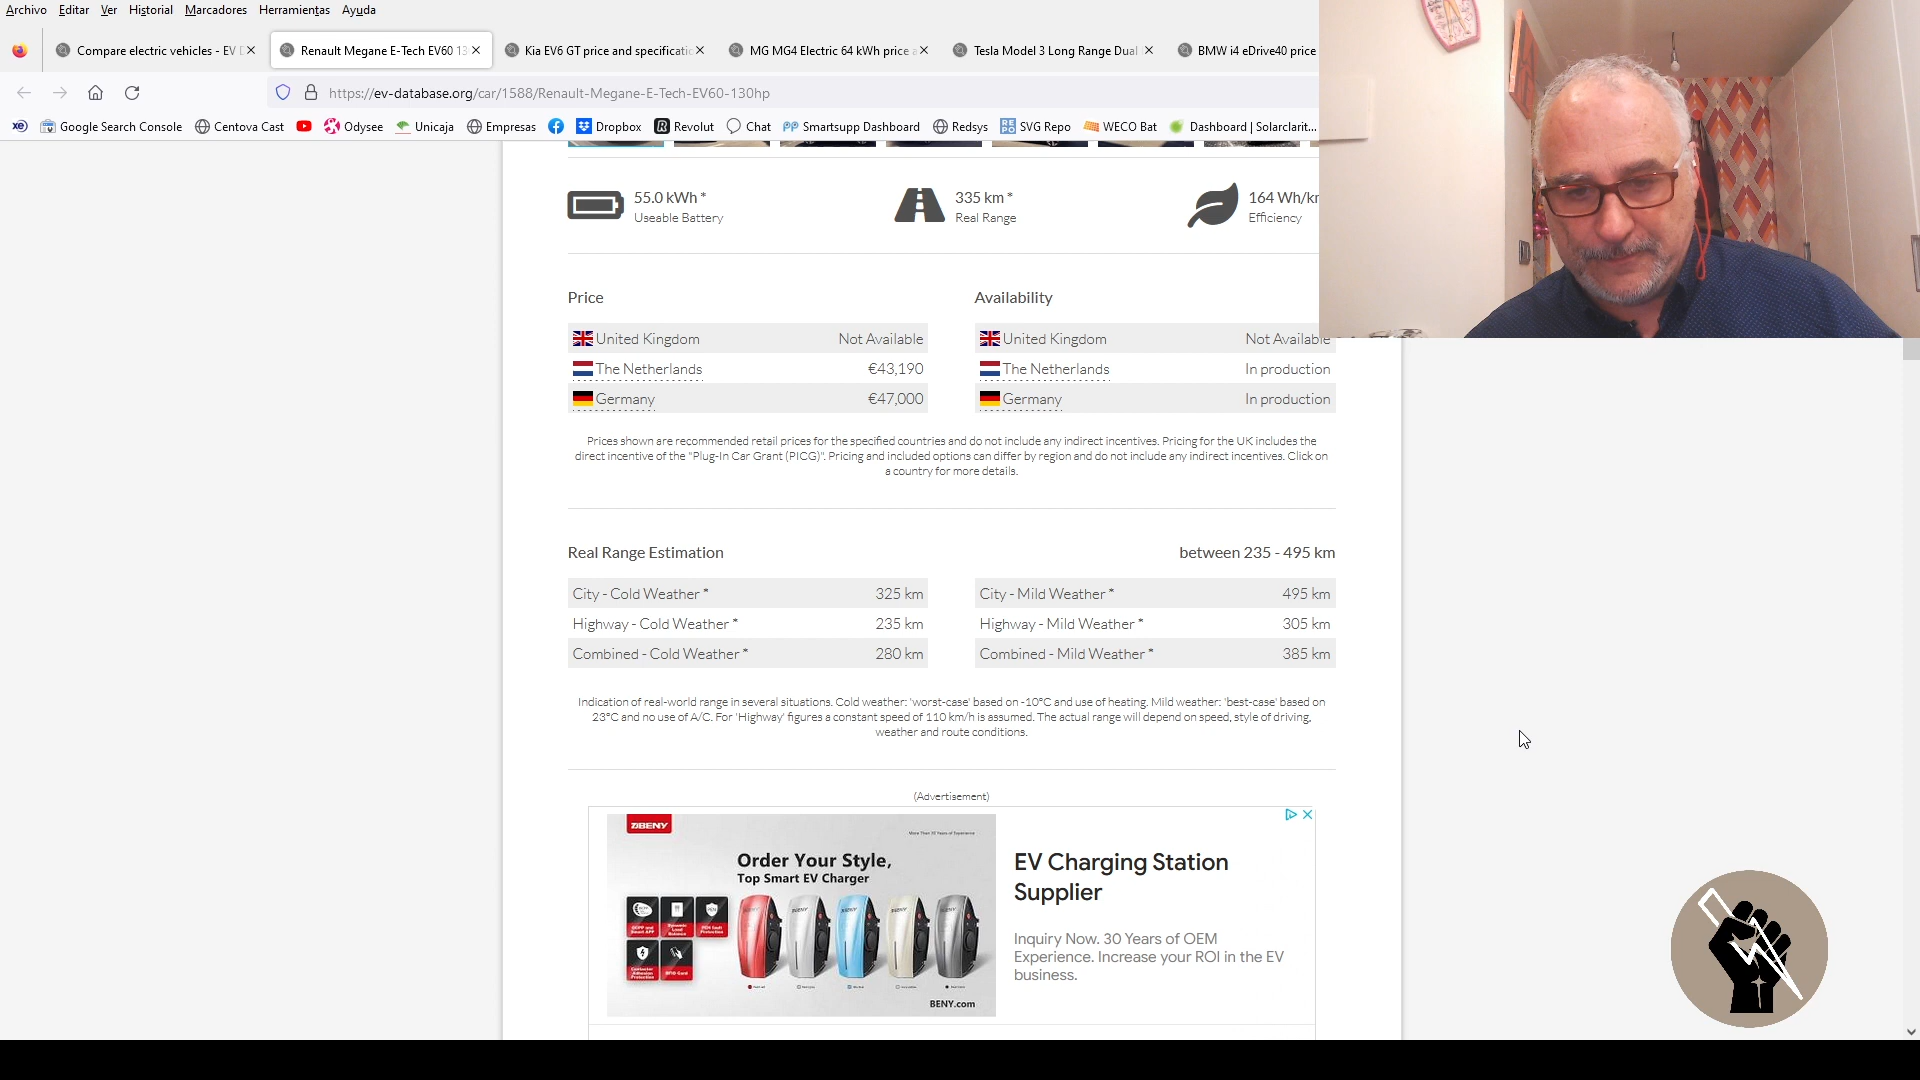 Archivo Editar Ver Historial Marcadores Herramientas Ayuda
Compare electric vehicles - EV D
Renault Megane E-Tech EV60 13
Kia EV6 GT price and specificatic
MG MG4 Electric 64 kWh price a
Tesla Model 3 Long Range Dual
BMW i4 eDrive40 price
https://ev-database.org/car/1588/Renault-Megane-E-Tech-EV60-130hp
xe Google Search Console Centova Cast Odysee Unicaja Empresas Dropbox Revolut Chat Smartsupp Dashboard Redsys SVG Repo WECO Bat Dashboard | Solarclarit...
55.0 kWh *
Useable Battery
335 km *
Real Range
164 Wh/kr
Efficiency
Price
United Kingdom Not Available
The Netherlands €43,190
Germany €47,000
Availability
United Kingdom Not Available
The Netherlands In production
Germany In production
Prices shown are recommended retail prices for the specified countries and do not include any indirect incentives. Pricing for the UK includes the
direct incentive of the "Plug-In Car Grant (PICG)". Pricing and included options can differ by region and do not include any indirect incentives. Click on
a country for more details.
Real Range Estimation between 235 - 495 km
City - Cold Weather * 325 km
Highway - Cold Weather * 235 km
Combined - Cold Weather * 280 km
City - Mild Weather * 495 km
Highway - Mild Weather * 305 km
Combined - Mild Weather * 385 km
Indication of real-world range in several situations. Cold weather: 'worst-case' based on -10°C and use of heating. Mild weather: 'best-case' based on
23°C and no use of A/C. For 'Highway' figures a constant speed of 110 km/h is assumed. The actual range will depend on speed, style of driving,
weather and route conditions.
(Advertisement)
BENY
More Than 30 Years of Experience
Order Your Style,
Top Smart EV Charger
BENY.com
EV Charging Station
Supplier
Inquiry Now. 30 Years of OEM
Experience. Increase your ROI in the EV
business.